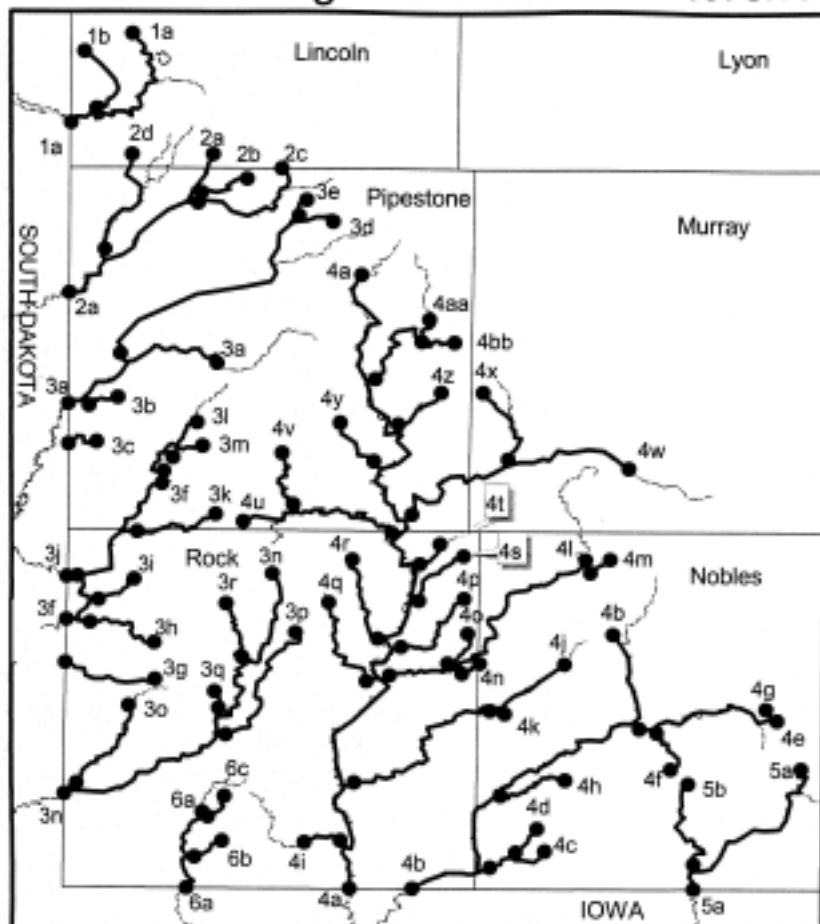 1b
1a
Lincoln
Lyon
1a
2d
2a
2b
2c
3e
Pipestone
3d
Murray
SOUTH DAKOTA
4a
2a
4aa
4bb
3a
3a
3b
4z
4x
3c
3l
3m
4v
4y
4w
3f
3k
4u
4t
3j
3i
Rock
3n
4r
4s
4l
4m
Nobles
3r
4q
4p
3f
3h
3p
4o
4b
3g
3q
4j
4n
3o
4k
4g
4e
3n
6c
4f
5a
6a
4h
5b
4d
6b
4i
4c
4b
6a
4a
IOWA
5a